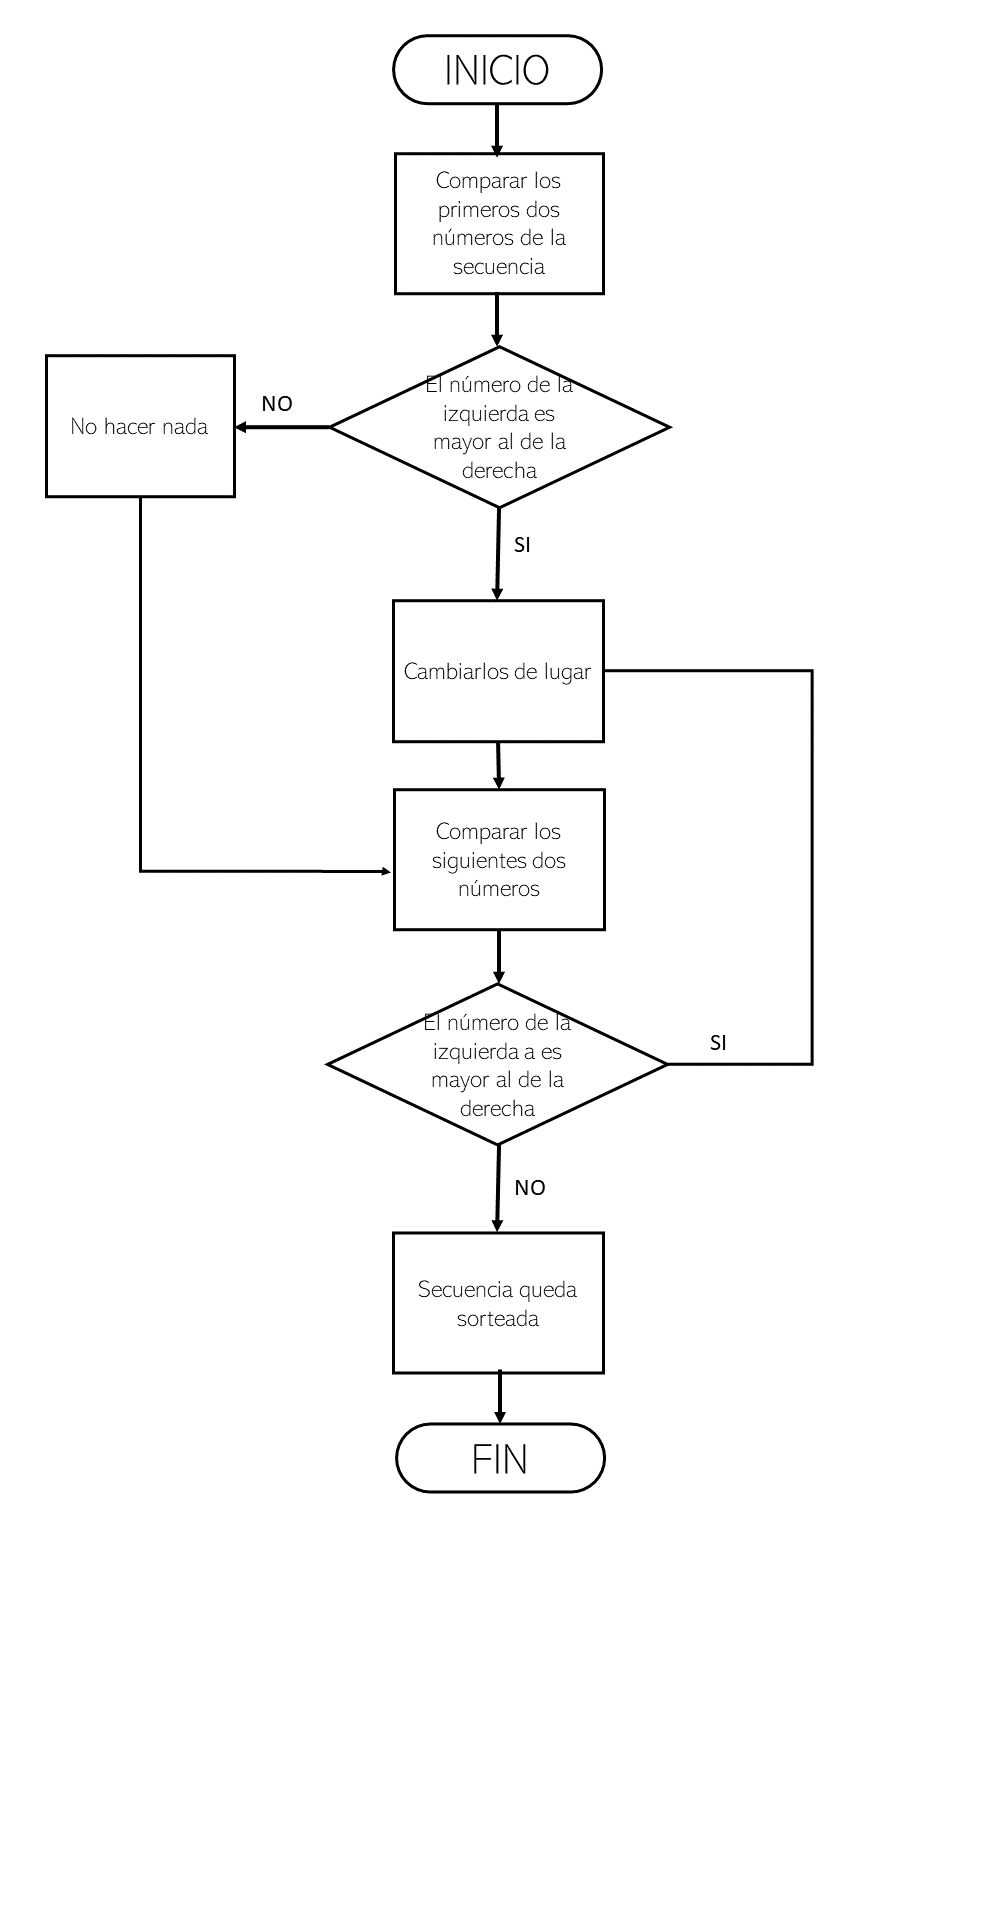 INICIO
Comparar los
primeros dos
números de la
secuencia
El número de la
izquierda es
mayor al de la
derecha
NO
No hacer nada
SI
Cambiarlos de lugar
Comparar los
siguientes dos
números
El número de la
izquierda a es
mayor al de la
derecha
SI
NO
Secuencia queda
sorteada
FIN